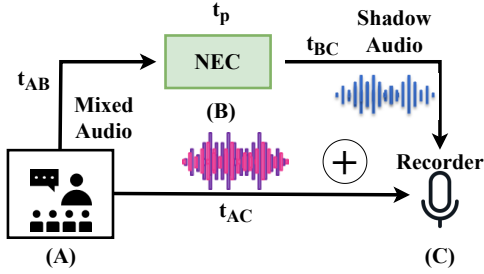 t_p
Shadow
Audio
NEC
t_BC
t_AB
Mixed
Audio
(B)
Recorder
t_AC
(A)
(C)